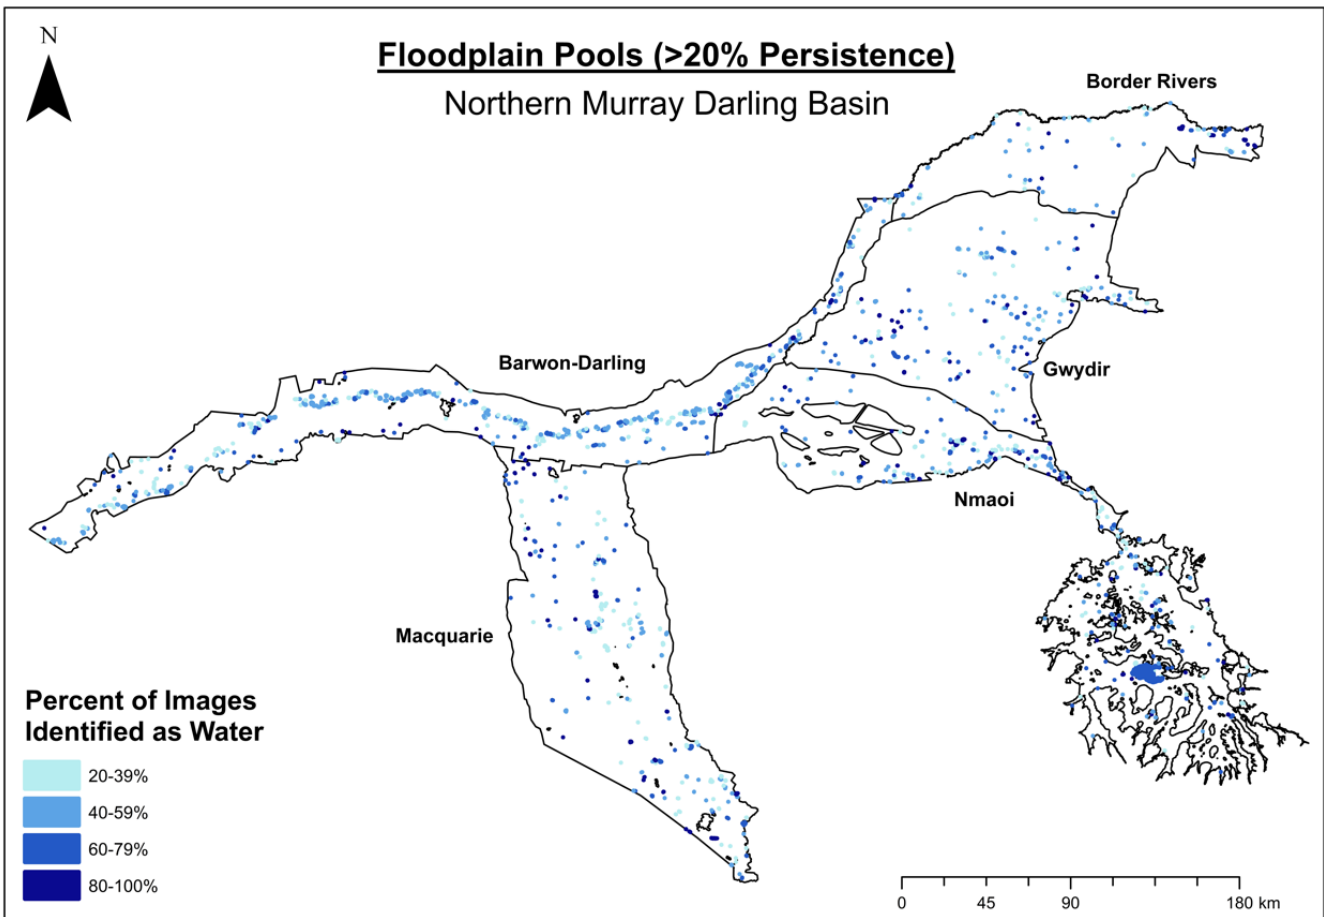 N
Floodplain Pools (>20% Persistence)
Northern Murray Darling Basin
Border Rivers
Barwon-Darling
Gwydir
Nmaoi
Macquarie
Percent of Images
Identified as Water
20-39%
40-59%
60-79%
80-100%
0 45 90 180 km